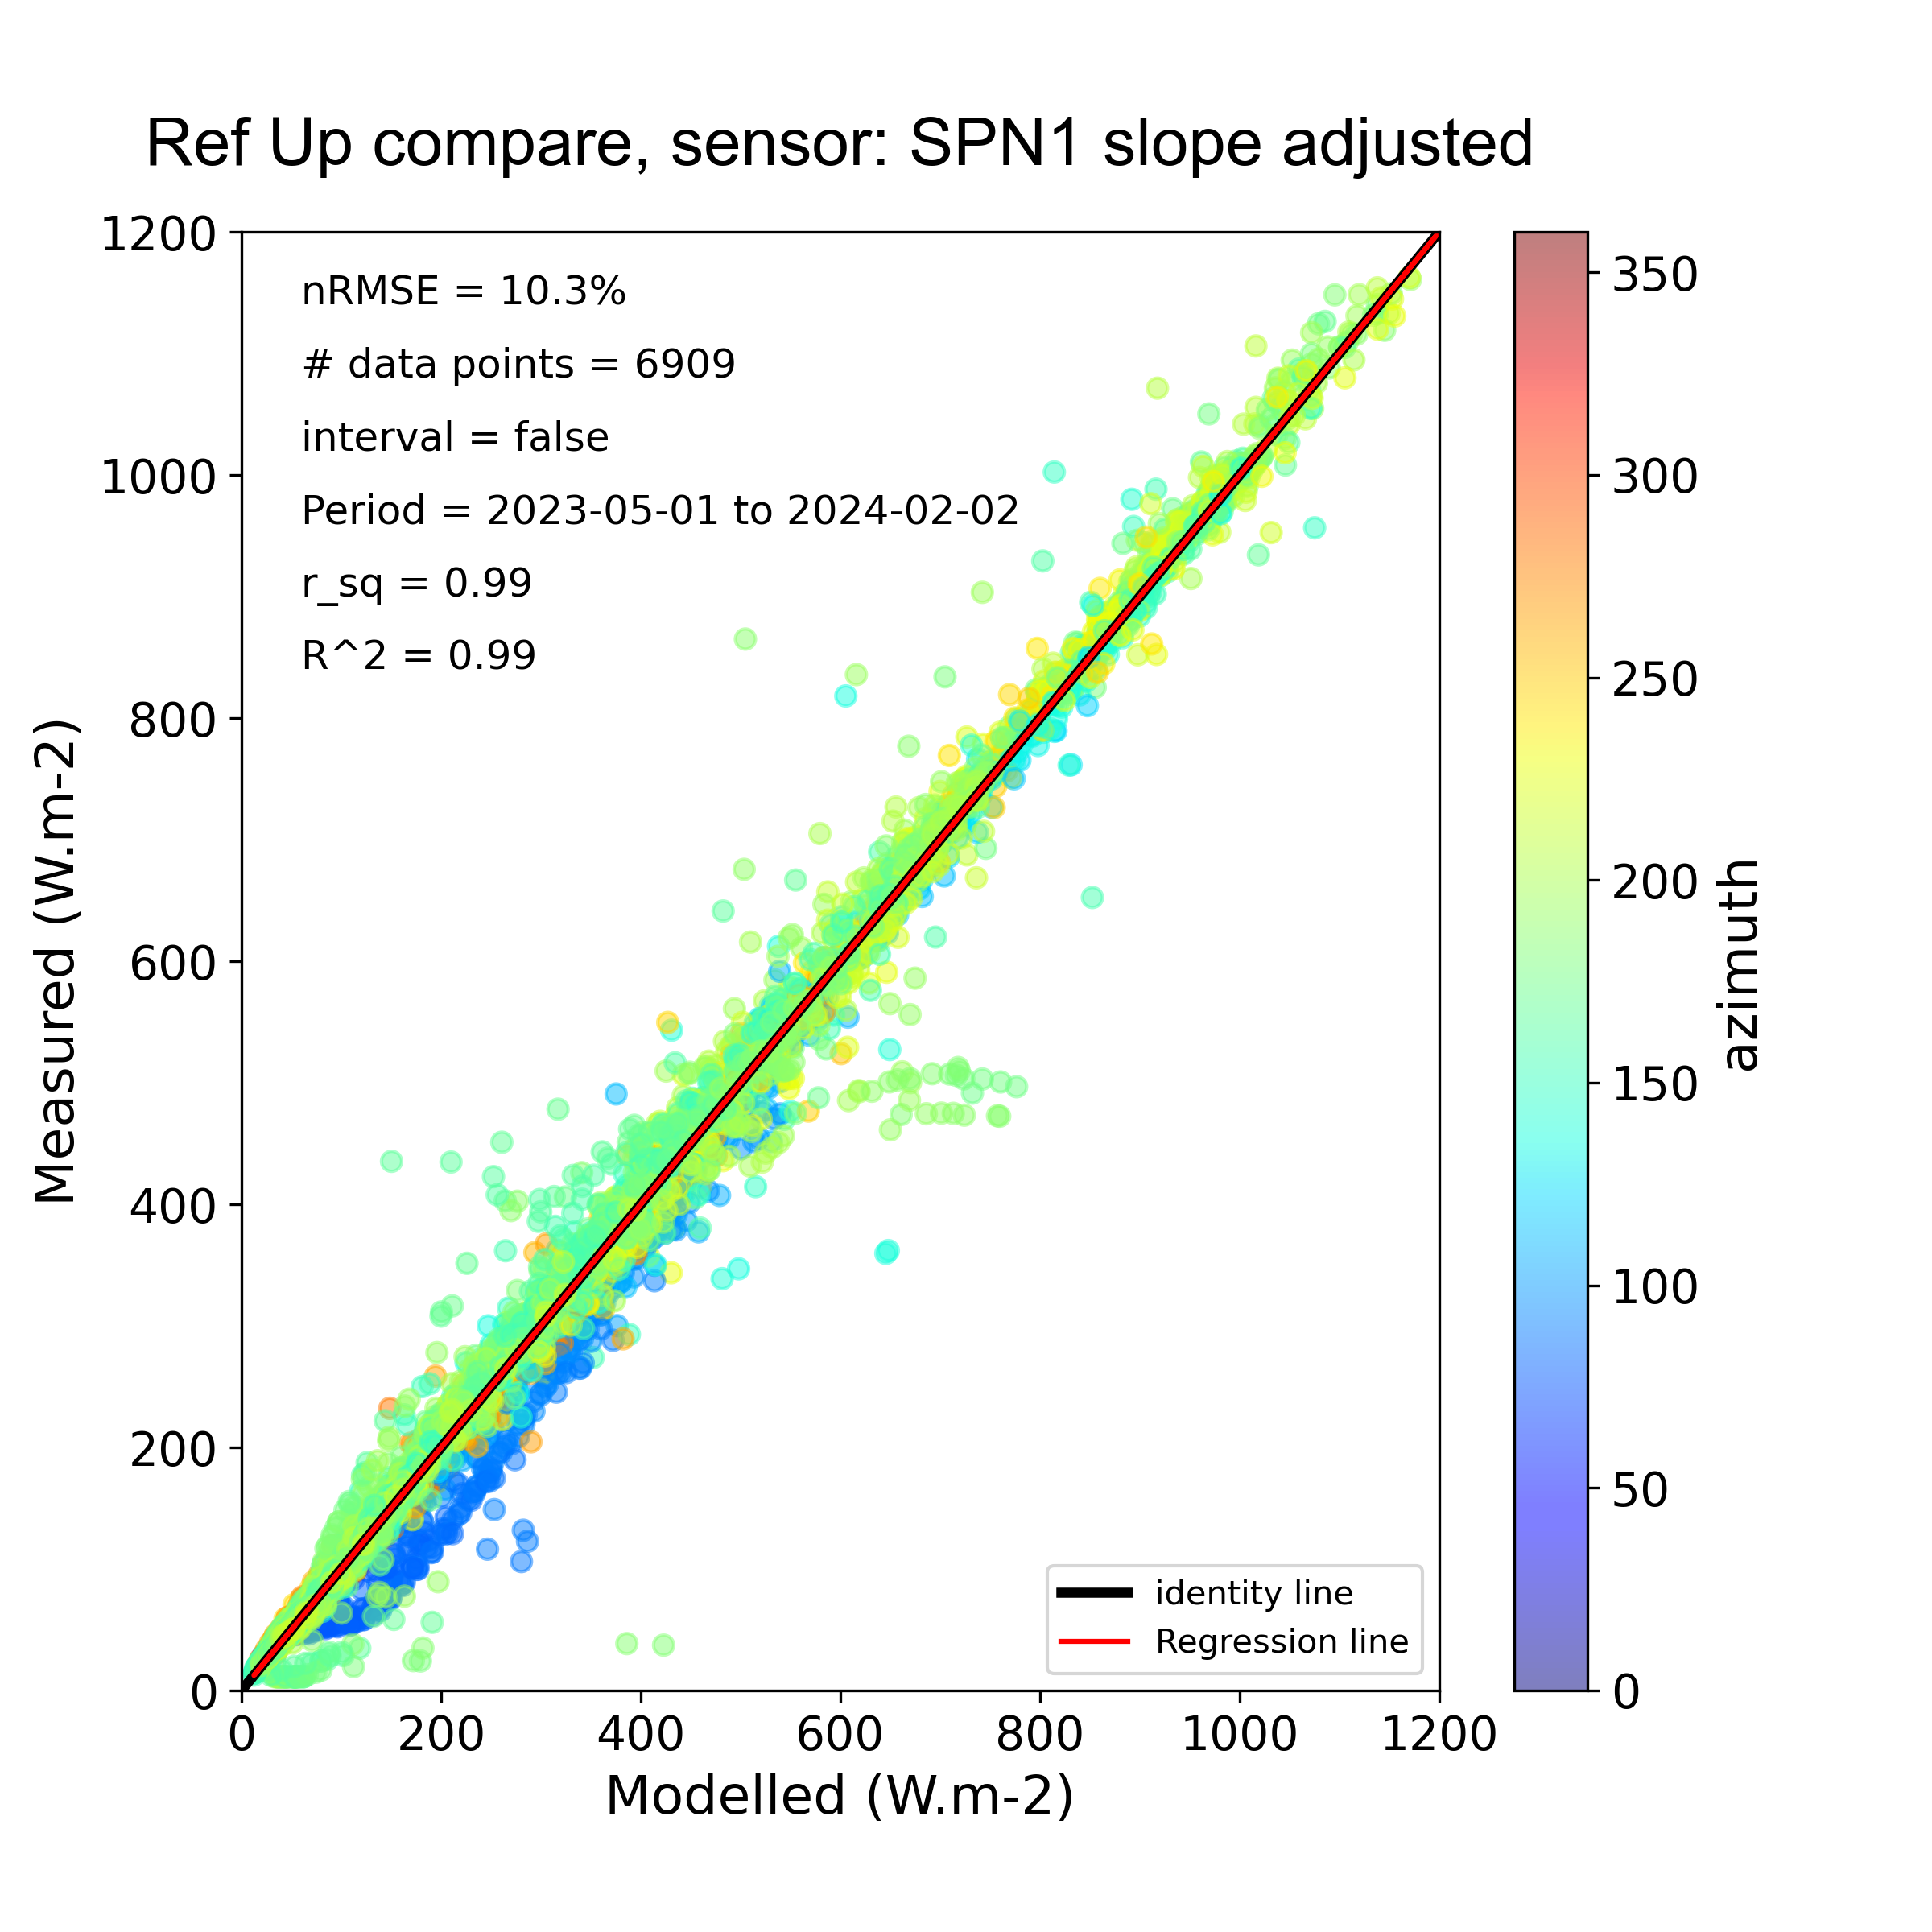 Ref Up compare, sensor: SPN1 slope adjusted
1200
1000
800
600
400
200
0
Measured (W.m-2)
nRMSE = 10.3%
# data points = 6909
interval = false
Period = 2023-05-01 to 2024-02-02
r_sq = 0.99
R^2 = 0.99
identity line
Regression line
0 200 400 600 800 1000 1200
Modelled (W.m-2)
350
300
250
200
150
100
50
0
azimuth